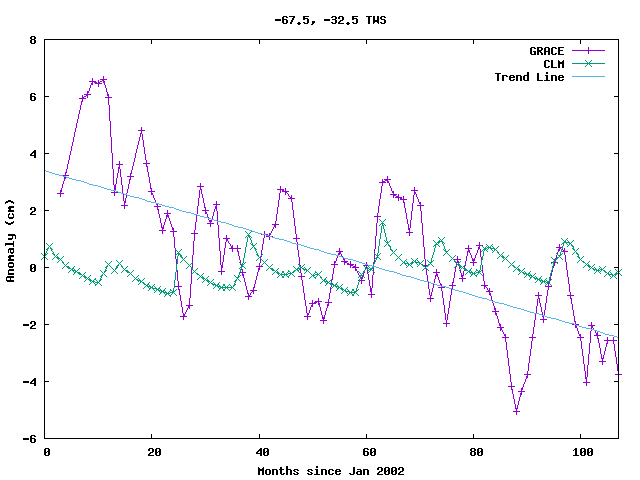 -67.5, -32.5 TWS
GRACE
CLM
Trend Line
8
6
4
2
0
-2
-4
-6
Anomaly (cm)
0 20 40 60 80 100
Months since Jan 2002